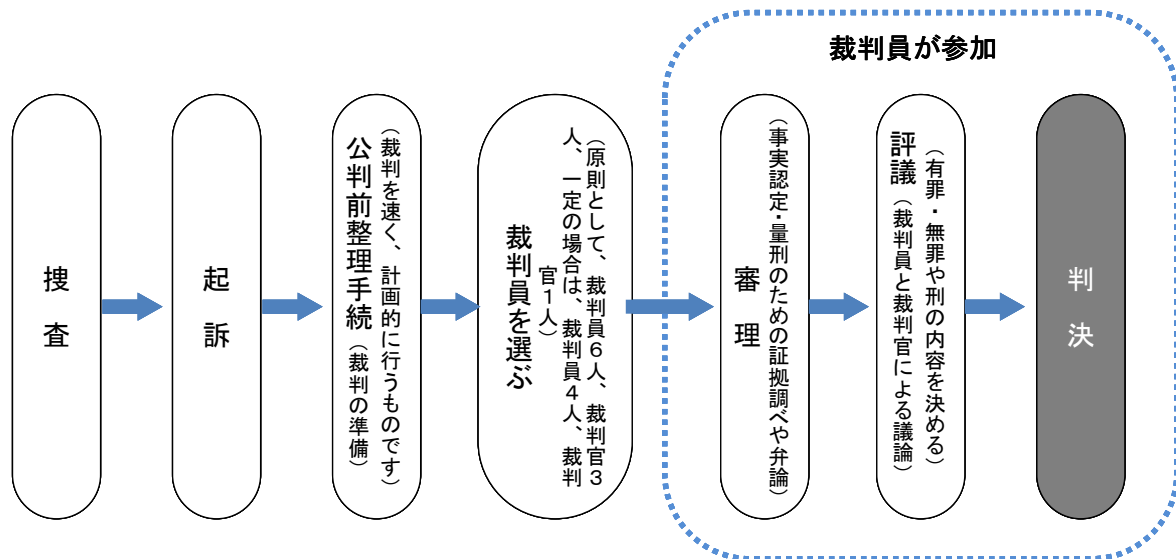 裁判員が参加
捜査
起訴
公判前整理手続（裁判の準備）
（裁判を速く、計画的に行うものです）
裁判員を選ぶ
（原則として、裁判員６人、裁判官３
人、一定の場合は、裁判員４人、裁判
官１人）
審理
（事実認定・量刑のための証拠調べや弁論）
評議（裁判員と裁判官による議論）
（有罪・無罪や刑の内容を決める）
判決